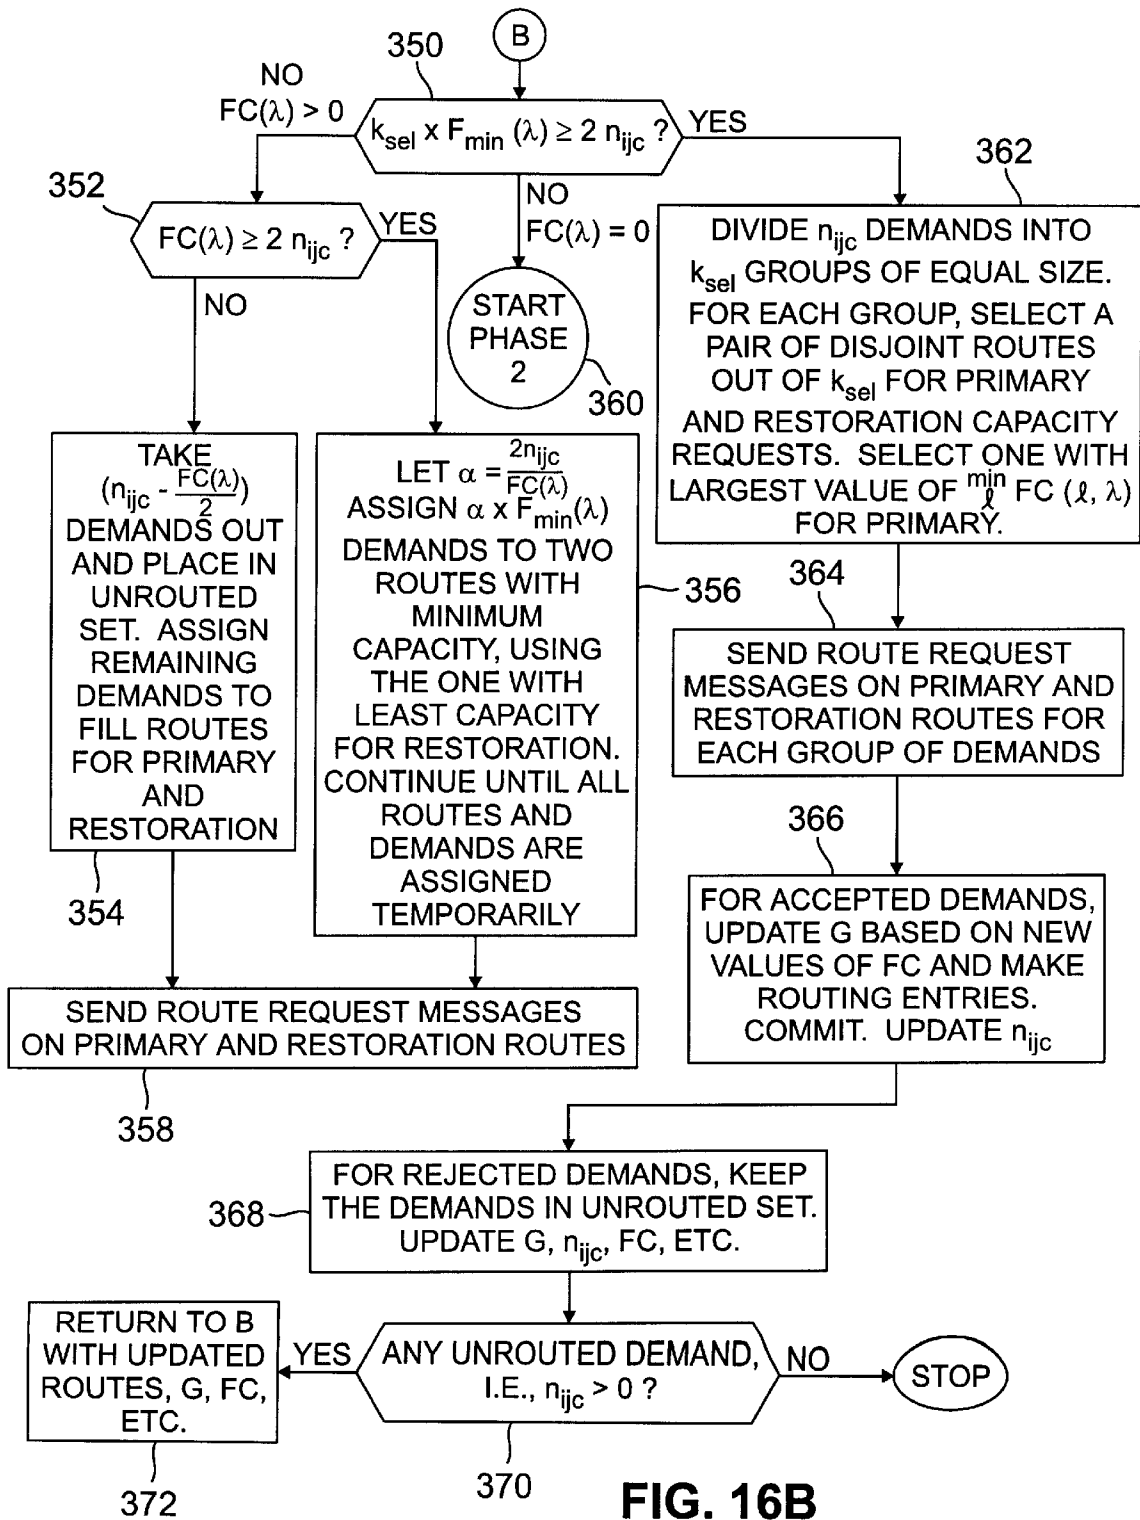 B
350
NO
FC(λ) > 0
k_sel x F_min (λ) ≥ 2 n_ijc ?
YES
352
FC(λ) ≥ 2 n_ijc ?
YES
NO
NO
FC(λ) = 0
START
PHASE
2
360
362
DIVIDE n_ijc DEMANDS INTO
k_sel GROUPS OF EQUAL SIZE.
FOR EACH GROUP, SELECT A
PAIR OF DISJOINT ROUTES
OUT OF k_sel FOR PRIMARY
AND RESTORATION CAPACITY
REQUESTS. SELECT ONE WITH
LARGEST VALUE OF min ℓ FC (ℓ, λ)
FOR PRIMARY.
TAKE
(n_ijc - FC(λ)/2)
DEMANDS OUT
AND PLACE IN
UNROUTED
SET. ASSIGN
REMAINING
DEMANDS TO
FILL ROUTES
FOR PRIMARY
AND
RESTORATION
354
LET α = 2n_ijc/FC(λ)
ASSIGN α x F_min(λ)
DEMANDS TO TWO
ROUTES WITH
MINIMUM
CAPACITY, USING
THE ONE WITH
LEAST CAPACITY
FOR RESTORATION.
CONTINUE UNTIL ALL
ROUTES AND
DEMANDS ARE
ASSIGNED
TEMPORARILY
356
364
SEND ROUTE REQUEST
MESSAGES ON PRIMARY AND
RESTORATION ROUTES FOR
EACH GROUP OF DEMANDS
366
FOR ACCEPTED DEMANDS,
UPDATE G BASED ON NEW
VALUES OF FC AND MAKE
ROUTING ENTRIES.
COMMIT. UPDATE n_ijc
SEND ROUTE REQUEST MESSAGES
ON PRIMARY AND RESTORATION ROUTES
358
368
FOR REJECTED DEMANDS, KEEP
THE DEMANDS IN UNROUTED SET.
UPDATE G, n_ijc, FC, ETC.
ANY UNROUTED DEMAND,
I.E., n_ijc > 0 ?
370
YES
NO
STOP
RETURN TO B
WITH UPDATED
ROUTES, G, FC,
ETC.
372
FIG. 16B